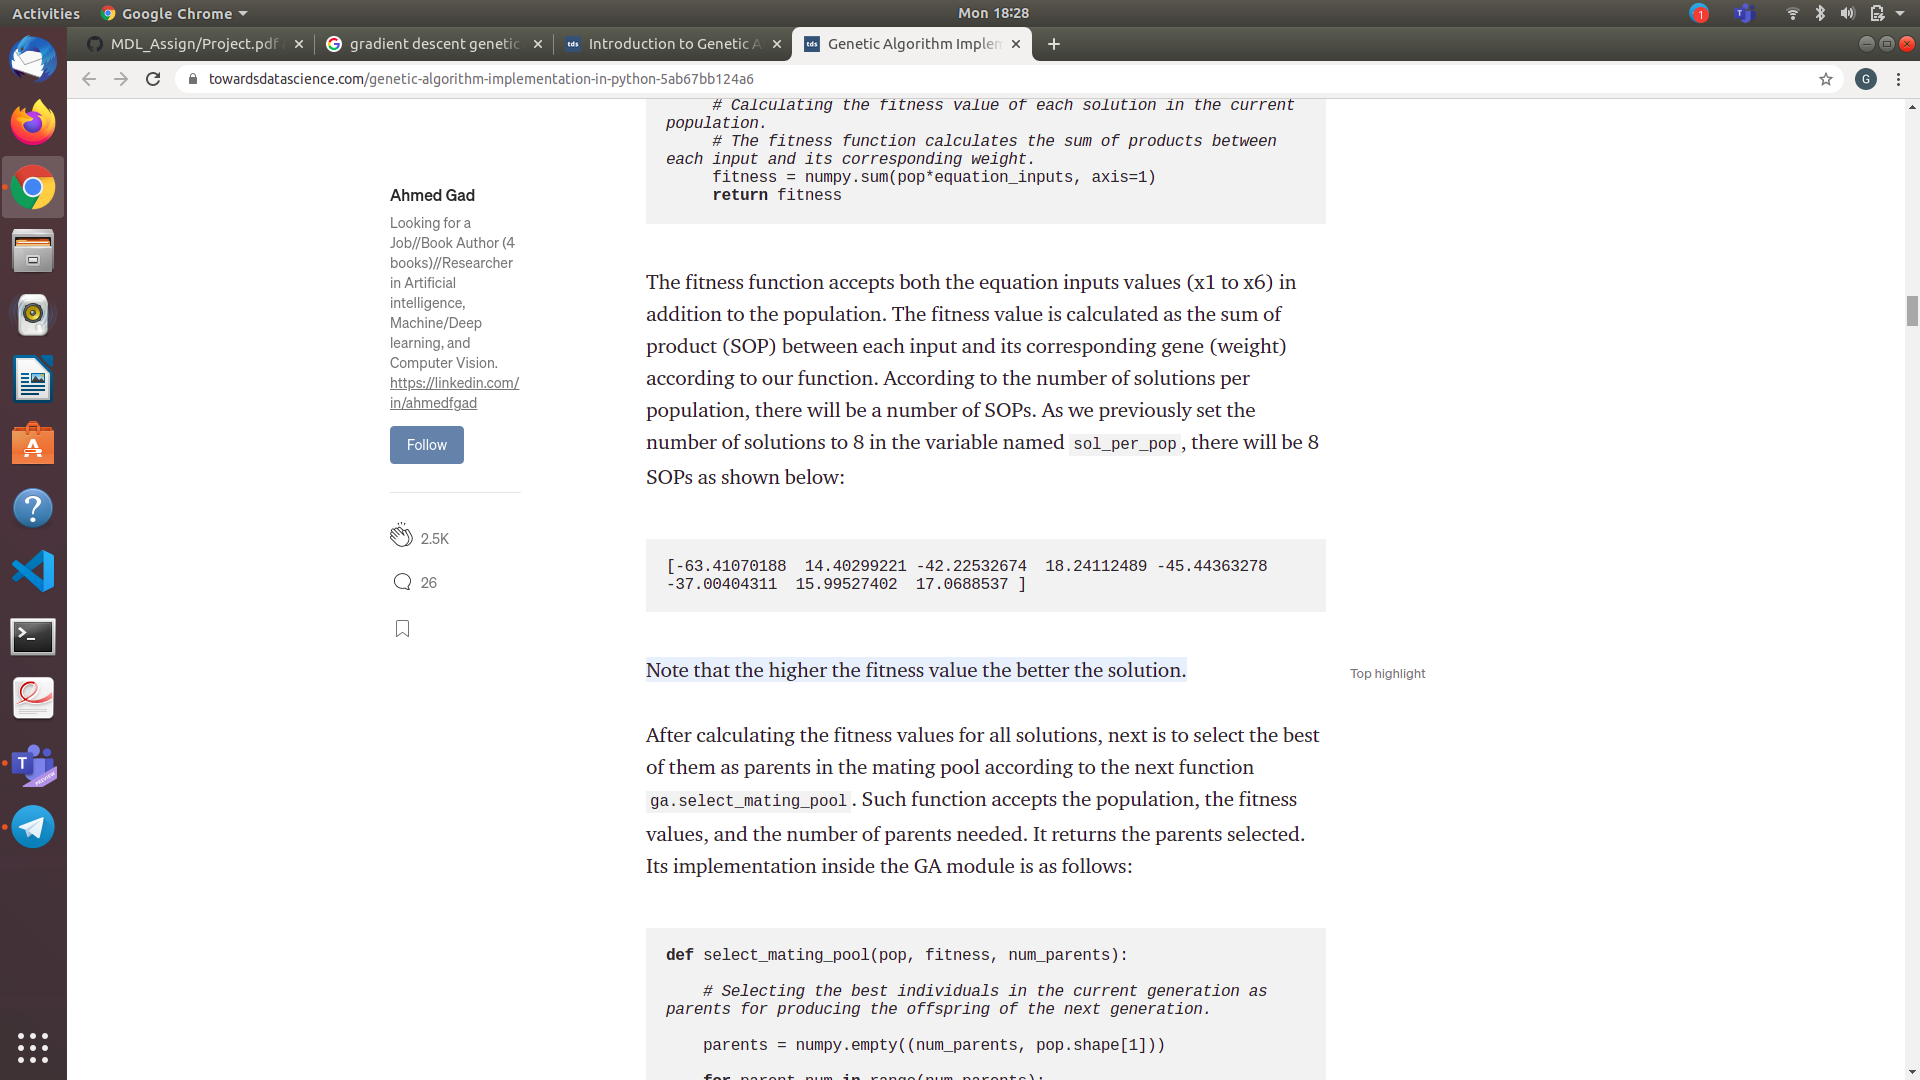 Activities
Google Chrome
Mon 18:28
1
MDL_Assign/Project.pdf
gradient descent genetic
Introduction to Genetic A
Genetic Algorithm Implem
towardsdatascience.com/genetic-algorithm-implementation-in-python-5ab67bb124a6
G
# Calculating the fitness value of each solution in the current
population.
# The fitness function calculates the sum of products between
each input and its corresponding weight.
fitness = numpy.sum(pop*equation_inputs, axis=1)
return fitness
Ahmed Gad
Looking for a
Job//Book Author (4
books)//Researcher
in Artificial
intelligence,
Machine/Deep
learning, and
Computer Vision.
https://linkedin.com/
in/ahmedfgad
Follow
2.5K
26
The fitness function accepts both the equation inputs values (x1 to x6) in
addition to the population. The fitness value is calculated as the sum of
product (SOP) between each input and its corresponding gene (weight)
according to our function. According to the number of solutions per
population, there will be a number of SOPs. As we previously set the
number of solutions to 8 in the variable named sol_per_pop, there will be 8
SOPs as shown below:
[-63.41070188  14.40299221 -42.22532674  18.24112489 -45.44363278
-37.00404311  15.99527402  17.0688537 ]
Note that the higher the fitness value the better the solution.
Top highlight
After calculating the fitness values for all solutions, next is to select the best
of them as parents in the mating pool according to the next function
ga.select_mating_pool. Such function accepts the population, the fitness
values, and the number of parents needed. It returns the parents selected.
Its implementation inside the GA module is as follows:
def select_mating_pool(pop, fitness, num_parents):
# Selecting the best individuals in the current generation as
parents for producing the offspring of the next generation.
parents = numpy.empty((num_parents, pop.shape[1]))
for parent_num in range(num_parents):